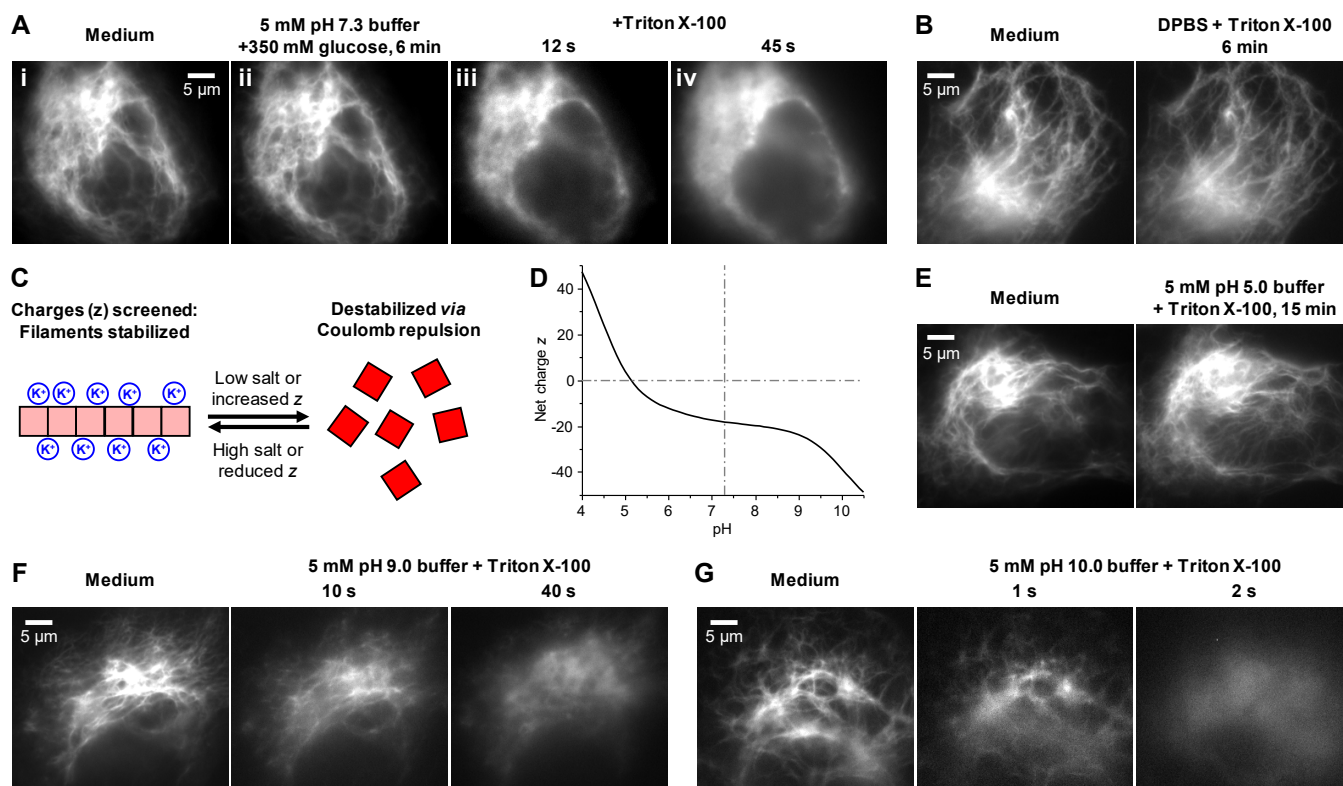 A
Medium
5 mM pH 7.3 buffer
+350 mM glucose, 6 min
+Triton X-100
12 s
45 s
i
5 µm
ii
iii
iv
B
Medium
DPBS + Triton X-100
6 min
5 µm
C
Charges (z) screened:
Filaments stabilized
Destabilized via
Coulomb repulsion
K⁺ K⁺ K⁺ K⁺ K⁺
K⁺ K⁺ K⁺ K⁺
Low salt or
increased z
High salt or
reduced z
D
Net charge z
40
20
0
-20
-40
4 5 6 7 8 9 10
pH
E
Medium
5 mM pH 5.0 buffer
+ Triton X-100, 15 min
5 µm
F
Medium
5 mM pH 9.0 buffer + Triton X-100
10 s
40 s
5 µm
G
Medium
5 mM pH 10.0 buffer + Triton X-100
1 s
2 s
5 µm